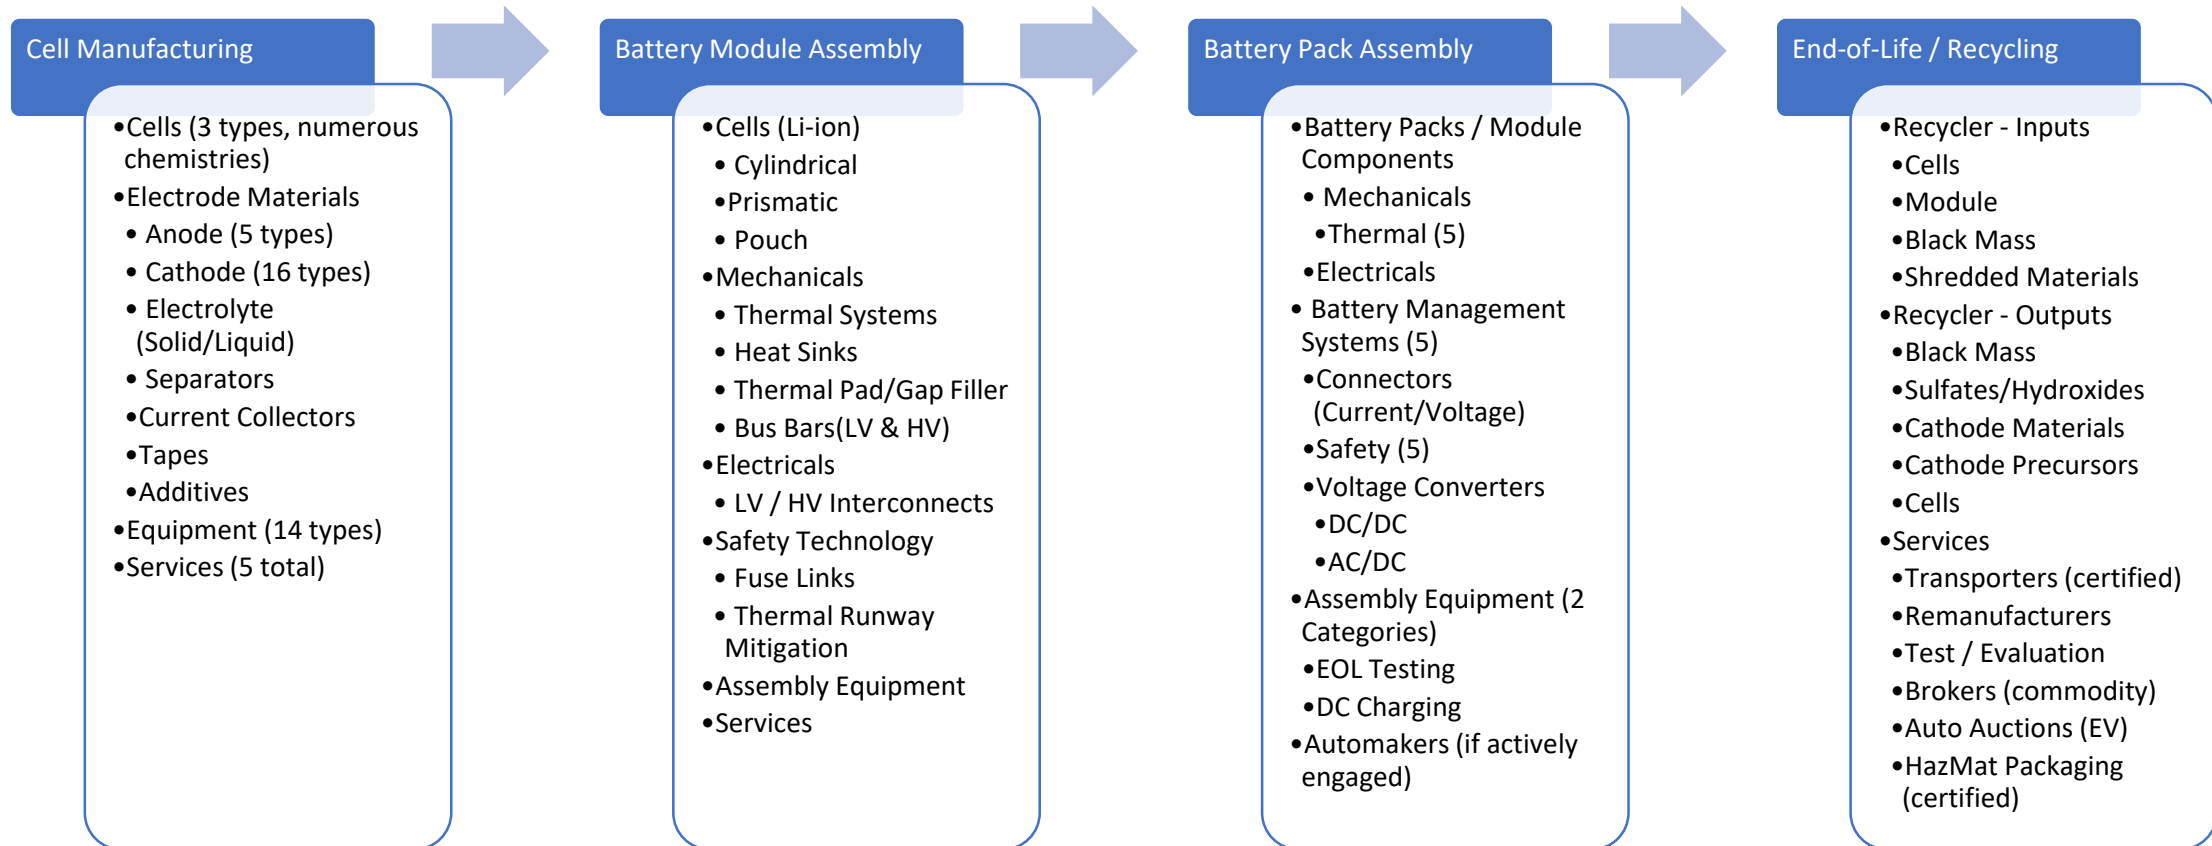 Cell Manufacturing
•Cells (3 types, numerous
chemistries)
•Electrode Materials
• Anode (5 types)
• Cathode (16 types)
• Electrolyte
(Solid/Liquid)
• Separators
•Current Collectors
•Tapes
•Additives
•Equipment (14 types)
•Services (5 total)
Battery Module Assembly
•Cells (Li-ion)
• Cylindrical
•Prismatic
• Pouch
•Mechanicals
• Thermal Systems
• Heat Sinks
• Thermal Pad/Gap Filler
• Bus Bars(LV & HV)
•Electricals
• LV / HV Interconnects
•Safety Technology
• Fuse Links
• Thermal Runway
Mitigation
•Assembly Equipment
•Services
Battery Pack Assembly
•Battery Packs / Module
Components
• Mechanicals
•Thermal (5)
•Electricals
• Battery Management
Systems (5)
•Connectors
(Current/Voltage)
•Safety (5)
•Voltage Converters
•DC/DC
•AC/DC
•Assembly Equipment (2
Categories)
•EOL Testing
•DC Charging
•Automakers (if actively
engaged)
End-of-Life / Recycling
•Recycler - Inputs
•Cells
•Module
•Black Mass
•Shredded Materials
•Recycler - Outputs
•Black Mass
•Sulfates/Hydroxides
•Cathode Materials
•Cathode Precursors
•Cells
•Services
•Transporters (certified)
•Remanufacturers
•Test / Evaluation
•Brokers (commodity)
•Auto Auctions (EV)
•HazMat Packaging
(certified)